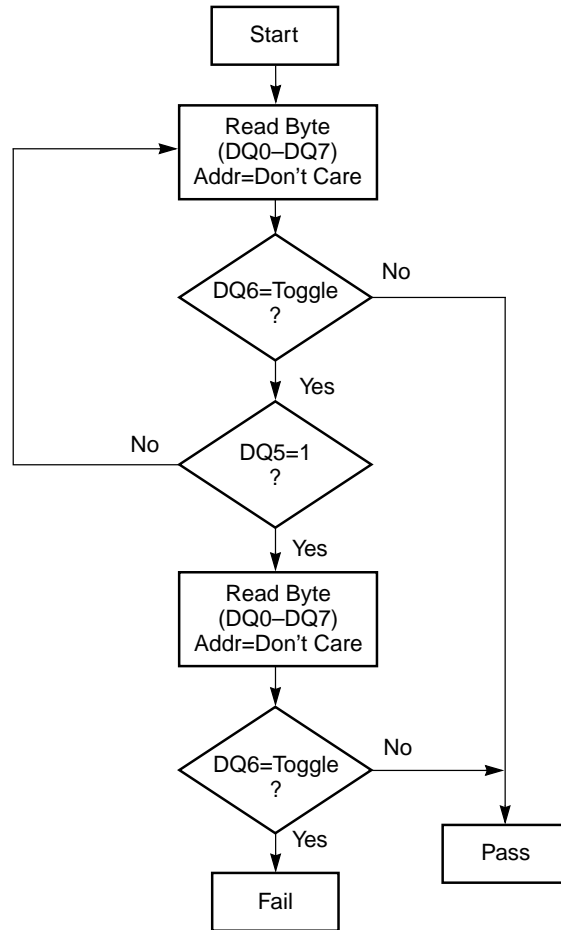 Start
Read Byte
(DQ0–DQ7)
Addr=Don't Care
No
DQ6=Toggle
?
Yes
No
DQ5=1
?
Yes
Read Byte
(DQ0–DQ7)
Addr=Don't Care
No
DQ6=Toggle
?
Yes
Pass
Fail